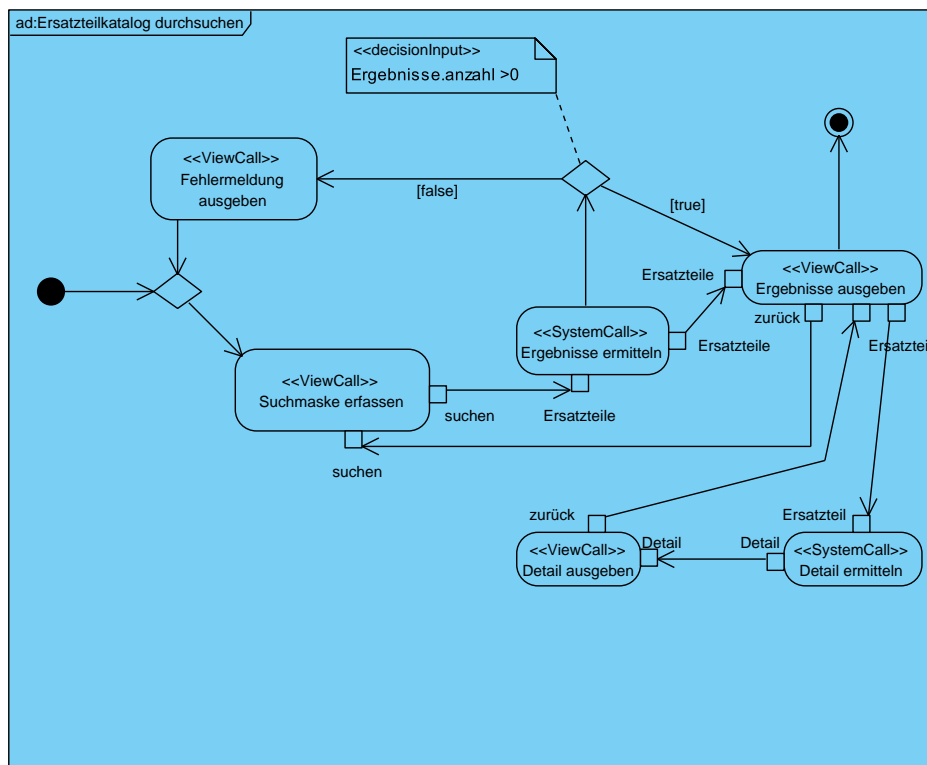 ad:Ersatzteilkatalog durchsuchen
<<decisionInput>>
Ergebnisse.anzahl >0
<<ViewCall>>
Fehlermeldung
ausgeben
[false]
[true]
Ersatzteile
<<ViewCall>>
Ergebnisse ausgeben
zurück
Ersatzteil
<<SystemCall>>
Ergebnisse ermitteln
Ersatzteile
<<ViewCall>>
Suchmaske erfassen
suchen
Ersatzteile
suchen
zurück
Ersatzteil
<<ViewCall>>
Detail ausgeben
Detail
Detail
<<SystemCall>>
Detail ermitteln